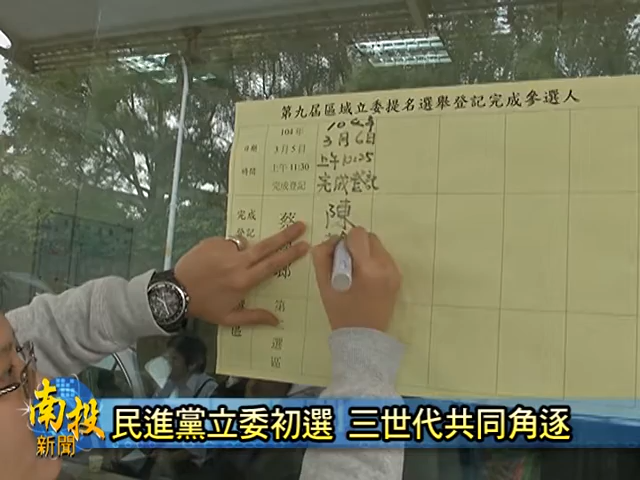 第九屆區域立委提名選舉登記完成參選人
日期
時間
104年
3月5日
上午11:30
完成登記
104年
3月6日
上午10:25
完成登記
完成
登記
蔡
陳
第
選
區
區
南投
新聞
民進黨立委初選 三世代共同角逐